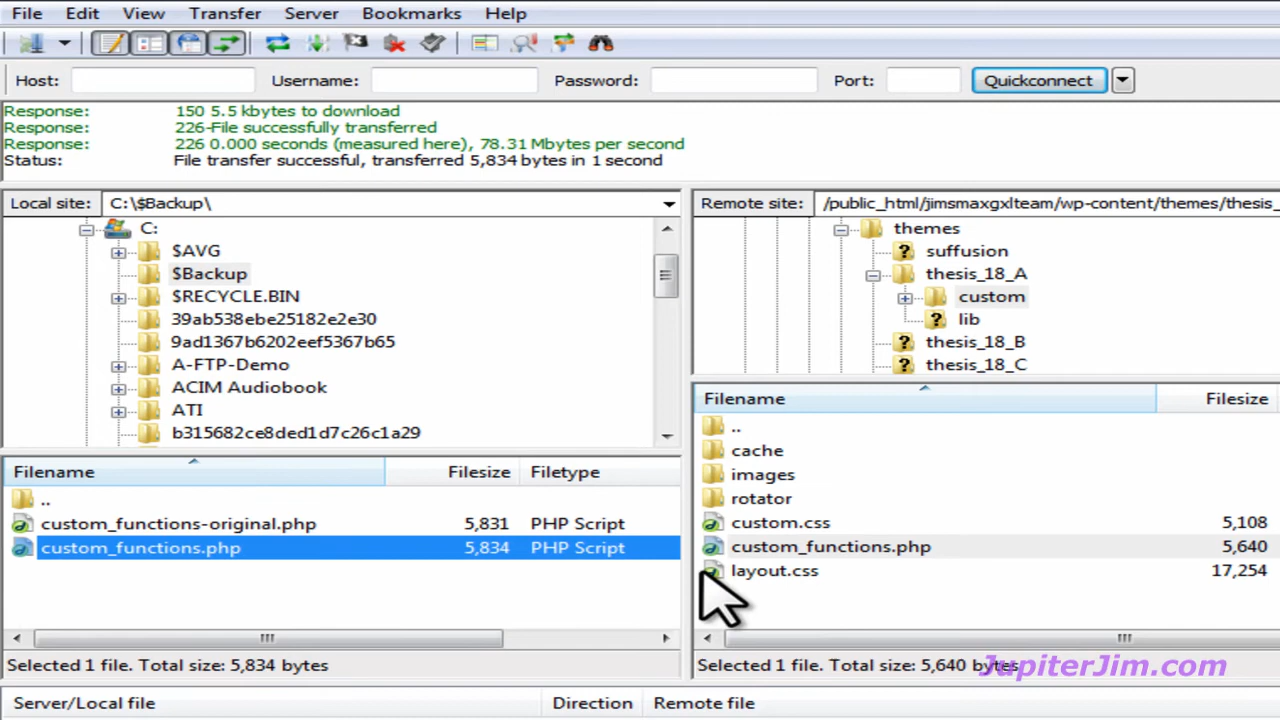 File Edit View Transfer Server Bookmarks Help
Host: Username: Password: Port: Quickconnect
Response: 150 5.5 kbytes to download
Response: 226-File successfully transferred
Response: 226 0.000 seconds (measured here), 78.31 Mbytes per second
Status: File transfer successful, transferred 5,834 bytes in 1 second
Local site: C:\$Backup\
C:
$AVG
$Backup
$RECYCLE.BIN
39ab538ebe25182e2e30
9ad1367b6202eef5367b65
A-FTP-Demo
ACIM Audiobook
ATI
b315682ce8ded1d7c26c1a29
Filename Filesize Filetype
..
custom_functions-original.php 5,831 PHP Script
custom_functions.php 5,834 PHP Script
Selected 1 file. Total size: 5,834 bytes
Remote site: /public_html/jimsmaxgxlteam/wp-content/themes/thesis_
themes
suffusion
thesis_18_A
custom
lib
thesis_18_B
thesis_18_C
Filename Filesize
..
cache
images
rotator
custom.css 5,108
custom_functions.php 5,640
layout.css 17,254
Selected 1 file. Total size: 5,640 bytes
JupiterJim.com
Server/Local file Direction Remote file